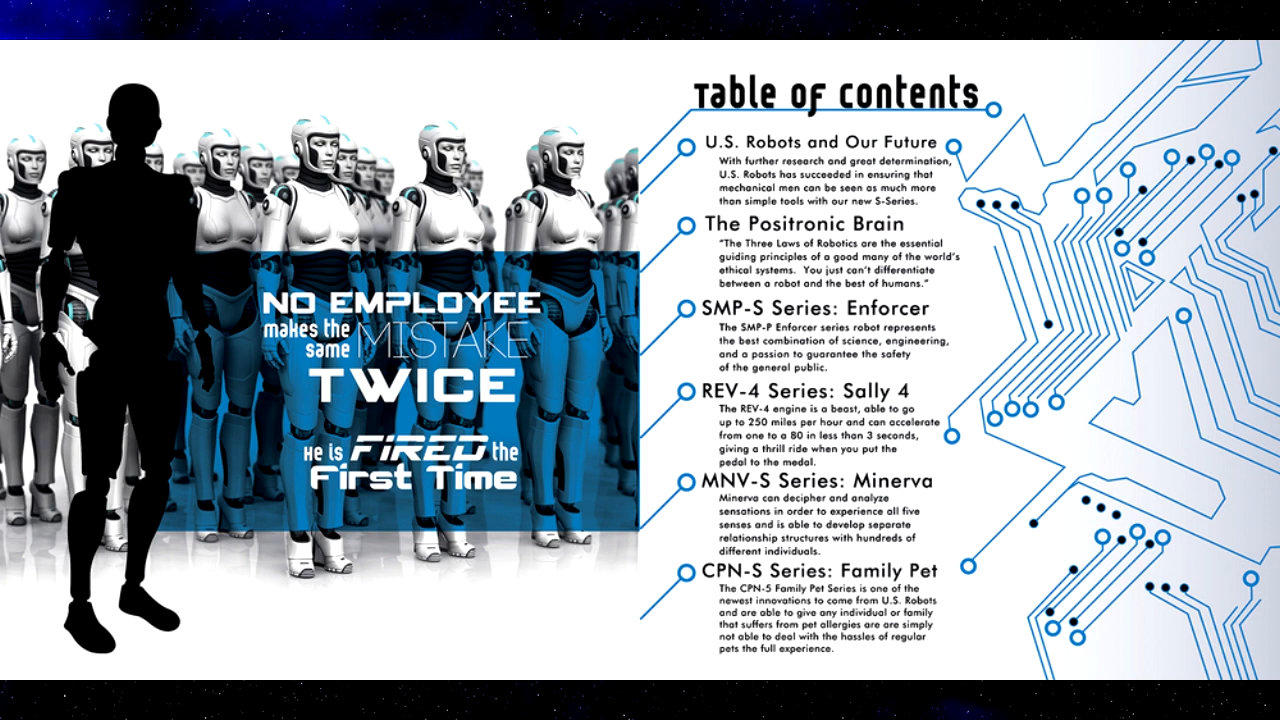 NO EMPLOYEE
makes the MISTAKE
same
TWICE
He is FiRED the
First Time
Table of contents
U.S. Robots and Our Future
With further research and great determination,
U.S. Robots has succeeded in ensuring that
mechanical men can be seen as much more
than simple tools with our new S-Series.
The Positronic Brain
"The Three Laws of Robotics are the essential
guiding principles of a good many of the world's
ethical systems. You just can't differentiate
between a robot and the best of humans."
SMP-S Series: Enforcer
The SMP-P Enforcer series robot represents
the best combination of science, engineering,
and a passion to guarantee the safety
of the general public.
REV-4 Series: Sally 4
The REV-4 engine is a beast, able to go
up to 250 miles per hour and can accelerate
from one to a 80 in less than 3 seconds,
giving a thrill ride when you put the
pedal to the medal.
MNV-S Series: Minerva
Minerva can decipher and analyze
sensations in order to experience all five
senses and is able to develop separate
relationship structures with hundreds of
different individuals.
CPN-S Series: Family Pet
The CPN-5 Family Pet Series is one of the
newest innovations to come from U.S. Robots
and are able to give any individual or family
that suffers from pet allergies are are simply
not able to deal with the hassles of regular
pets the full experience.